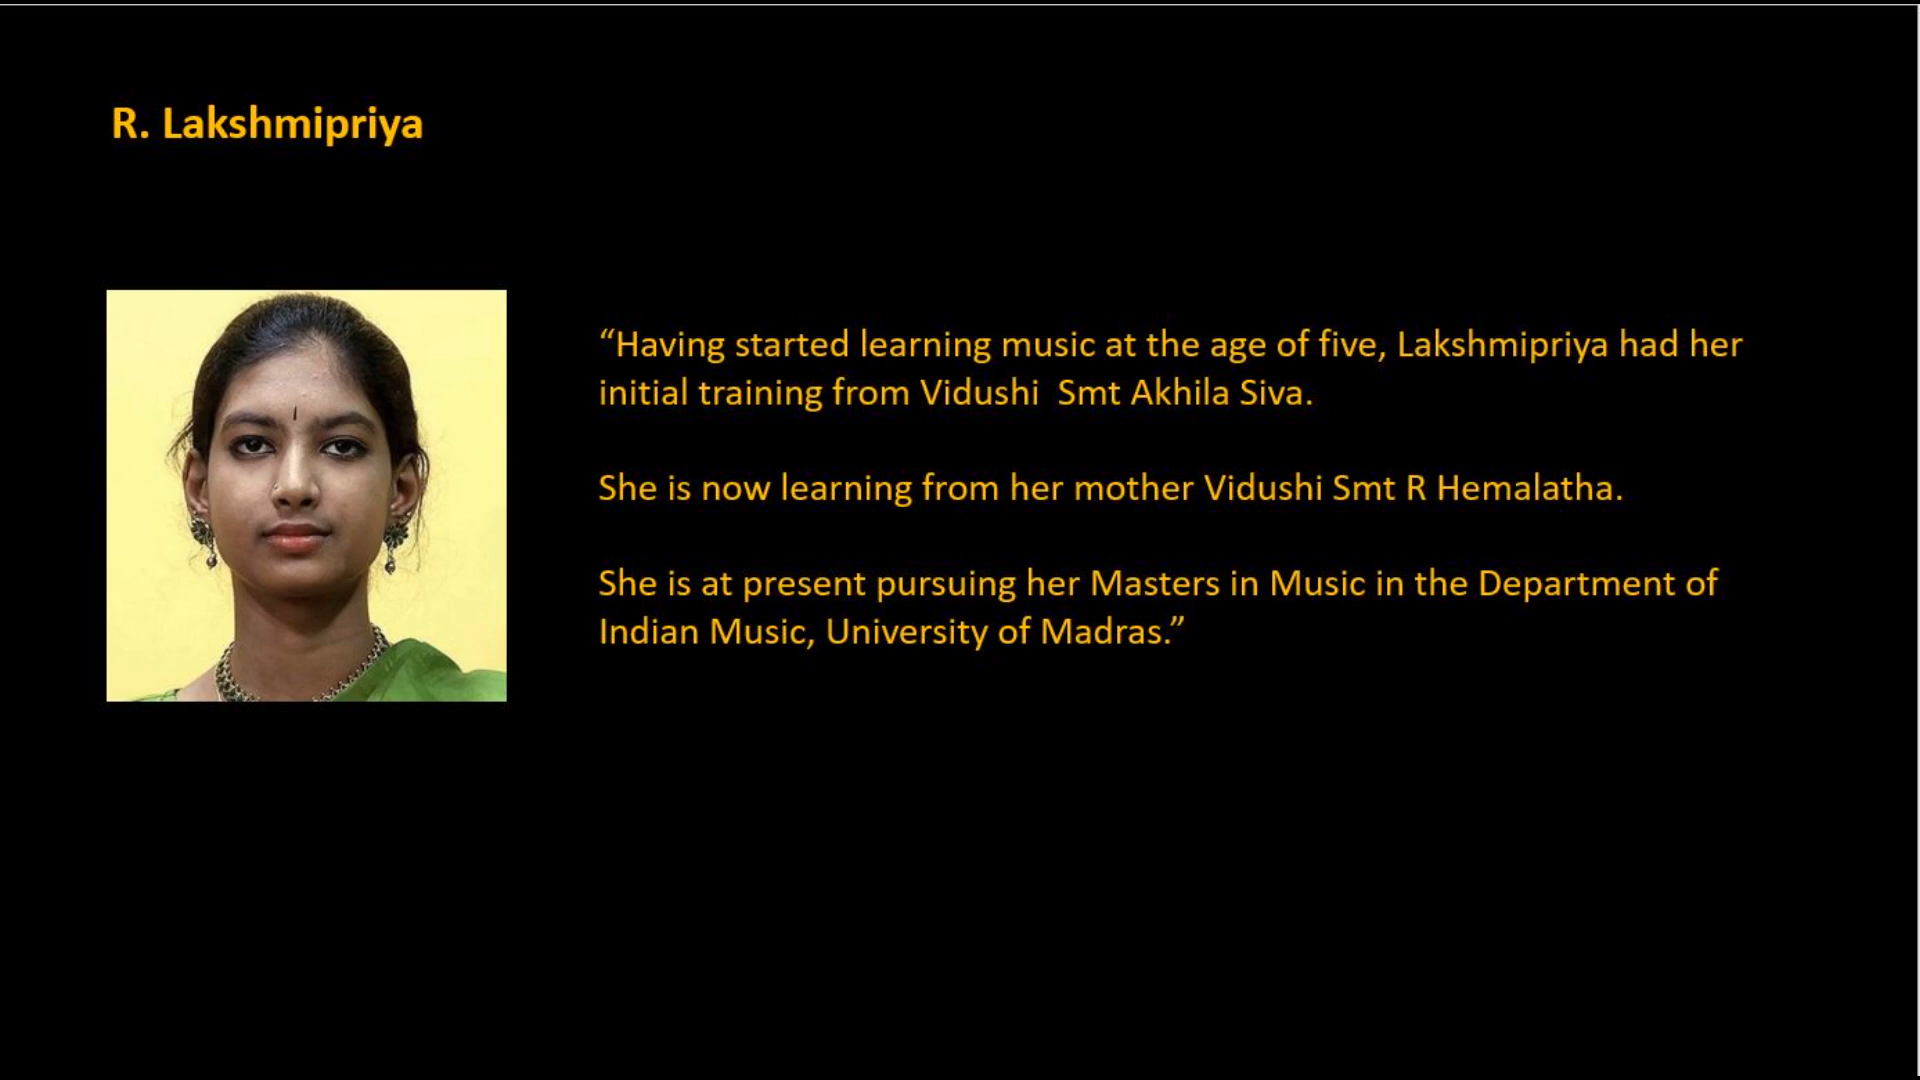 R. Lakshmipriya
“Having started learning music at the age of five, Lakshmipriya had her
initial training from Vidushi  Smt Akhila Siva.
She is now learning from her mother Vidushi Smt R Hemalatha.
She is at present pursuing her Masters in Music in the Department of
Indian Music, University of Madras.”